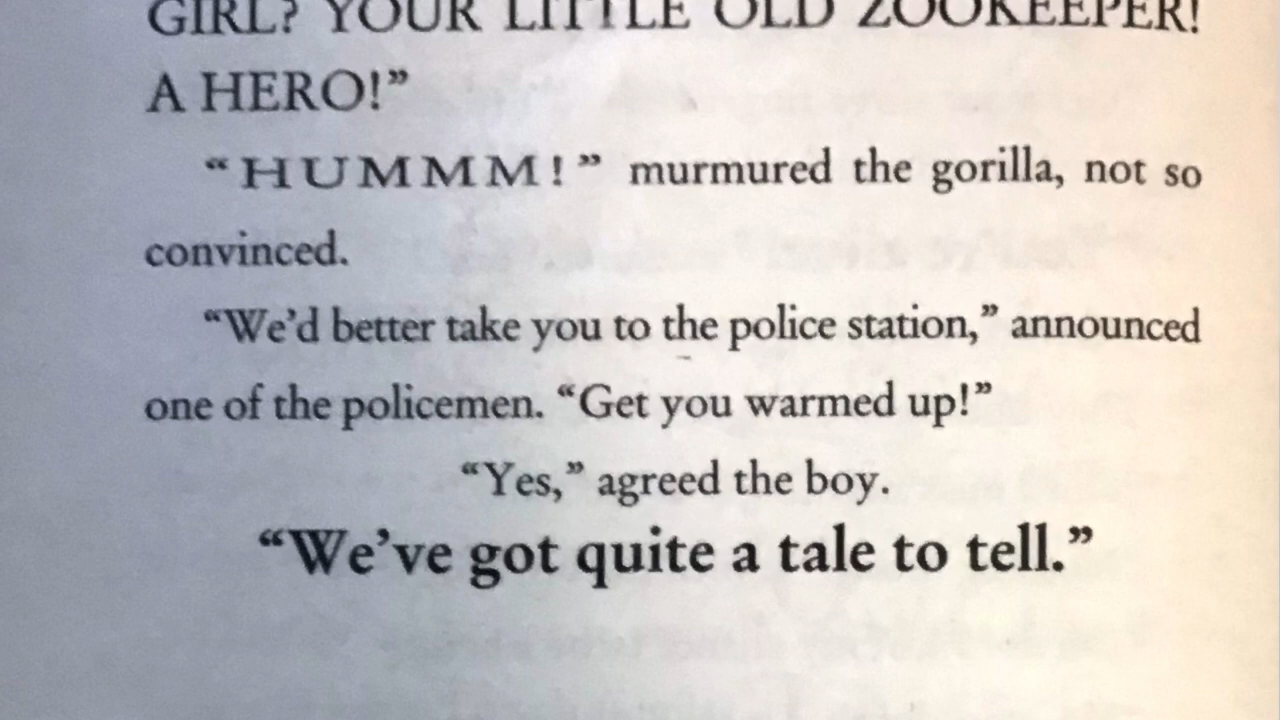 GIRL? YOUR LITTLE OLD ZOOKEEPER!
A HERO!”
“HUMMM!” murmured the gorilla, not so
convinced.
“We’d better take you to the police station,” announced
one of the policemen. “Get you warmed up!”
“Yes,” agreed the boy.
“We’ve got quite a tale to tell.”